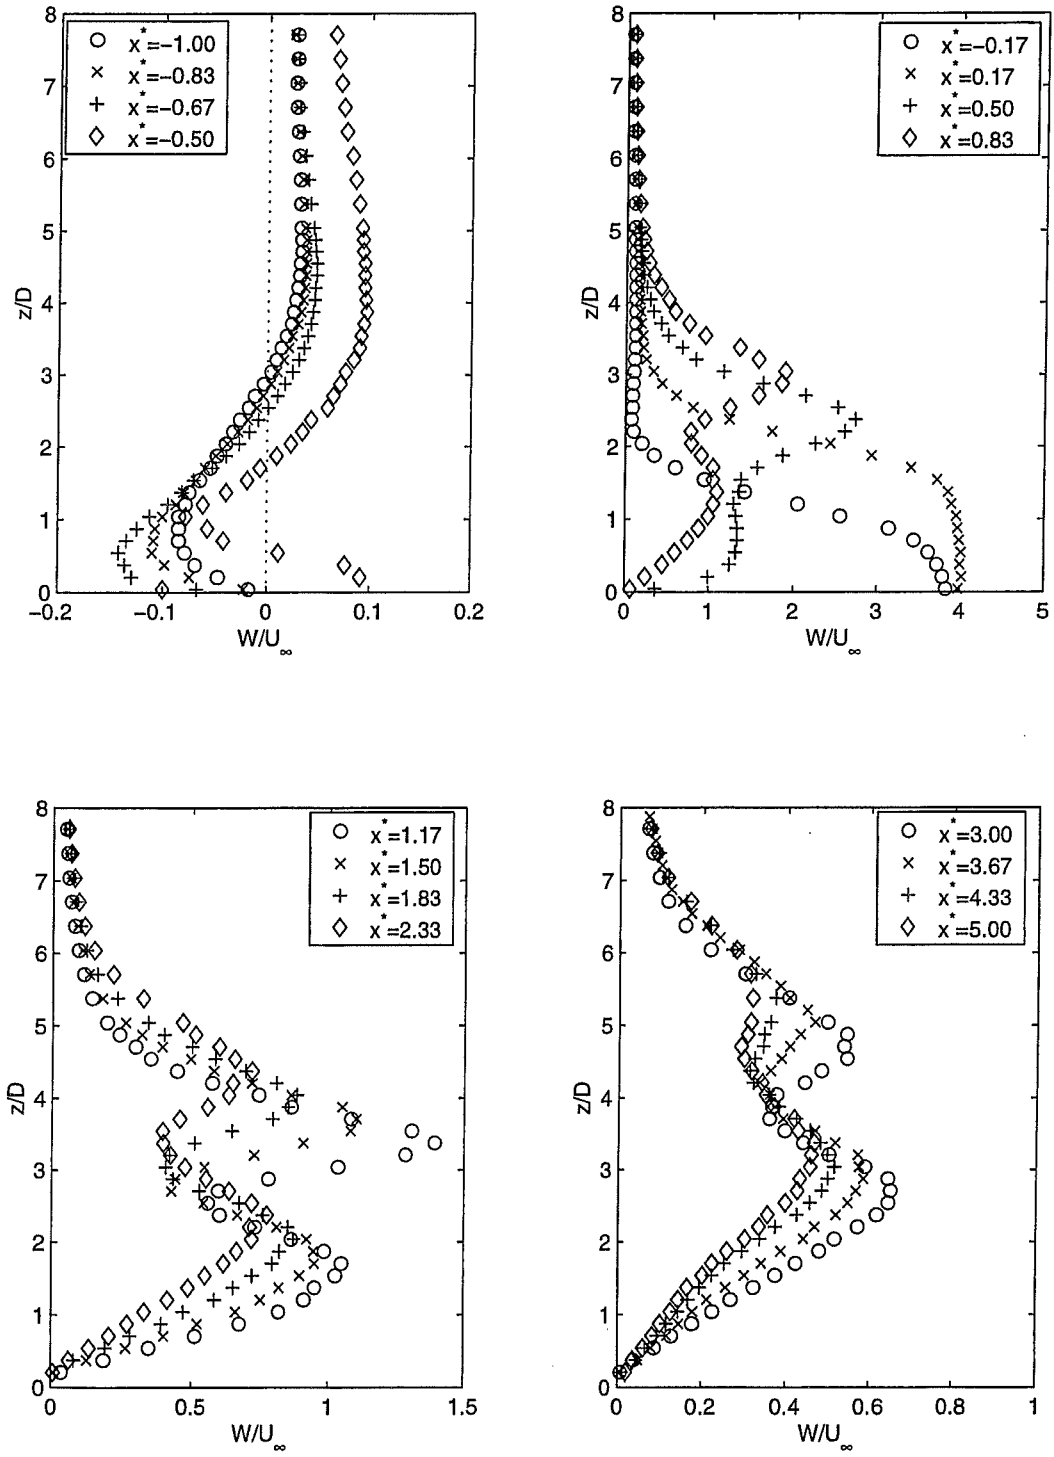 8
7
6
5
4
3
2
1
0
z/D
x*=−1.00
x*=−0.83
x*=−0.67
x*=−0.50
−0.2
−0.1
0
0.1
0.2
W/U∞
8
7
6
5
4
3
2
1
0
z/D
x*=−0.17
x*=0.17
x*=0.50
x*=0.83
0
1
2
3
4
5
W/U∞
8
7
6
5
4
3
2
1
0
z/D
x*=1.17
x*=1.50
x*=1.83
x*=2.33
0
0.5
1
1.5
W/U∞
8
7
6
5
4
3
2
1
0
z/D
x*=3.00
x*=3.67
x*=4.33
x*=5.00
0
0.2
0.4
0.6
0.8
1
W/U∞